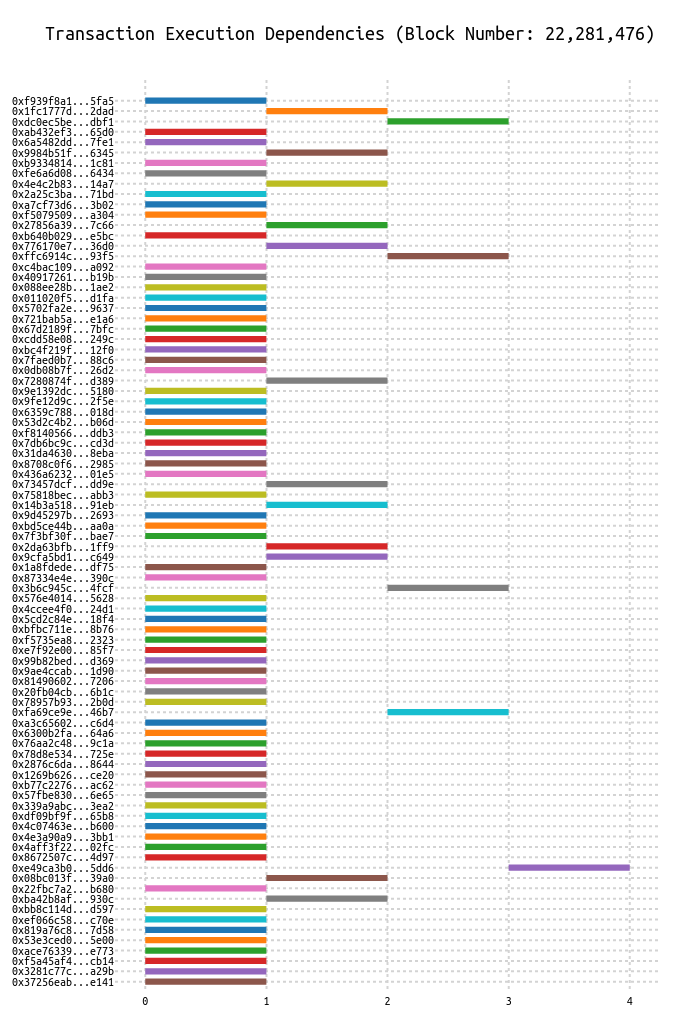 Transaction Execution Dependencies (Block Number: 22,281,476)
0xf939f8a1...5fa5
0x1fc1777d...2dad
0xdc0ec5be...dbf1
0xab432ef3...65d0
0x6a5482dd...7fe1
0x9984b51f...6345
0xb9334814...1c81
0xfe6a6d08...6434
0x4e4c2b83...14a7
0x2a25c3ba...71bd
0xa7cf73d6...3b02
0xf5079509...a304
0x27856a39...7c66
0xb640b029...e5bc
0x776170e7...36d0
0xffc6914c...93f5
0xc4bac109...a092
0x40917261...b19b
0x088ee28b...1ae2
0x011020f5...d1fa
0x5702fa2e...9637
0x721bab5a...e1a6
0x67d2189f...7bfc
0xcdd58e08...249c
0xbc4f219f...12f0
0x7faed0b7...88c6
0x0db08b7f...26d2
0x7280874f...d389
0x9e1392dc...5180
0x9fe12d9c...2f5e
0x6359c788...018d
0x53d2c4b2...b06d
0xf8140566...ddb3
0x7db6bc9c...cd3d
0x31da4630...8eba
0x8708c0f6...2985
0x436a6232...01e5
0x73457dcf...dd9e
0x75818bec...abb3
0x14b3a518...91eb
0x9d45297b...2693
0xbd5ce44b...aa0a
0x7f3bf30f...bae7
0x2da63bfb...1ff9
0x9cfa5bd1...c649
0x1a8fdede...df75
0x87334e4e...390c
0x3b6c945c...4fcf
0x576e4014...5628
0x4ccee4f0...24d1
0x5cd2c84e...18f4
0xbfbc711e...8b76
0xf5735ea8...2323
0xe7f92e00...85f7
0x99b82bed...d369
0x9ae4ccab...1d90
0x81490602...7206
0x20fb04cb...6b1c
0x78957b93...2b0d
0xfa69ce9e...46b7
0xa3c65602...c6d4
0x6300b2fa...64a6
0x76aa2c48...9c1a
0x78d8e534...725e
0x2876c6da...8644
0x1269b626...ce20
0xb77c2276...ac62
0x57fbe830...6e65
0x339a9abc...3ea2
0xdf09bf9f...65b8
0x4c07463e...b600
0x4e3a90a9...3bb1
0x4aff3f22...02fc
0x8672507c...4d97
0xe49ca3b0...5dd6
0x08bc013f...39a0
0x22fbc7a2...b680
0xba42b8af...930c
0xbb8c114d...d597
0xef066c58...c70e
0x819a76c8...7d58
0x53e3ced0...5e00
0xace76339...e773
0xf5a45af4...cb14
0x3281c77c...a29b
0x37256eab...e141
0 1 2 3 4